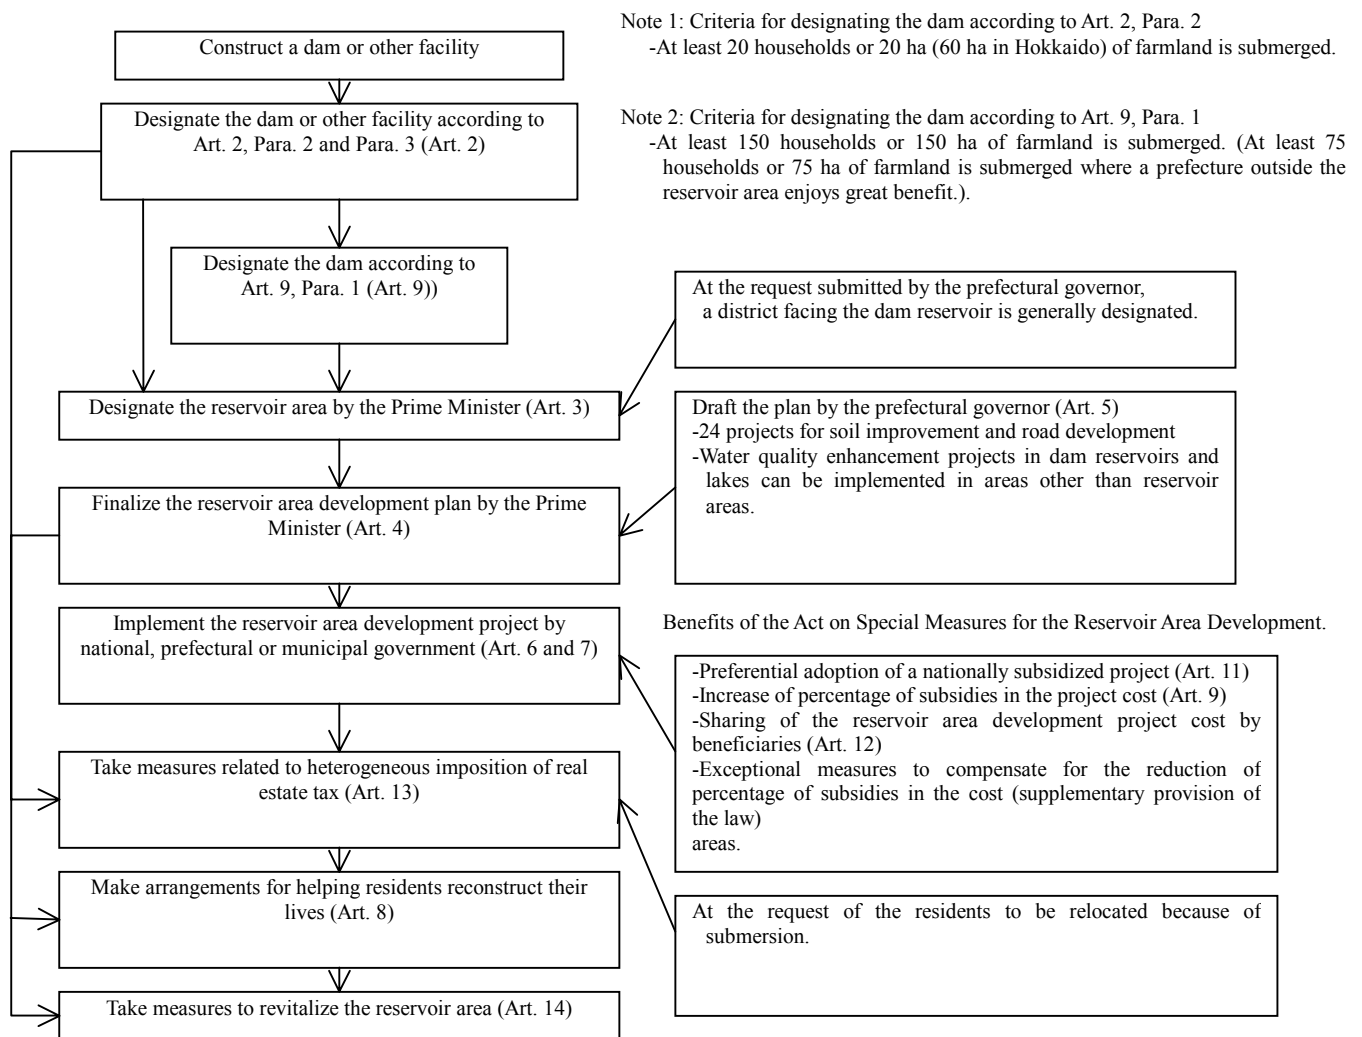 Construct a dam or other facility
Note 1: Criteria for designating the dam according to Art. 2, Para. 2
-At least 20 households or 20 ha (60 ha in Hokkaido) of farmland is submerged.
Designate the dam or other facility according to
Art. 2, Para. 2 and Para. 3 (Art. 2)
Note 2: Criteria for designating the dam according to Art. 9, Para. 1
-At least 150 households or 150 ha of farmland is submerged. (At least 75
households or 75 ha of farmland is submerged where a prefecture outside the
reservoir area enjoys great benefit.).
Designate the dam according to
Art. 9, Para. 1 (Art. 9))
At the request submitted by the prefectural governor,
a district facing the dam reservoir is generally designated.
Designate the reservoir area by the Prime Minister (Art. 3)
Draft the plan by the prefectural governor (Art. 5)
-24 projects for soil improvement and road development
-Water quality enhancement projects in dam reservoirs and
lakes can be implemented in areas other than reservoir
areas.
Finalize the reservoir area development plan by the Prime
Minister (Art. 4)
Implement the reservoir area development project by
national, prefectural or municipal government (Art. 6 and 7)
Benefits of the Act on Special Measures for the Reservoir Area Development.
-Preferential adoption of a nationally subsidized project (Art. 11)
-Increase of percentage of subsidies in the project cost (Art. 9)
-Sharing of the reservoir area development project cost by
beneficiaries (Art. 12)
-Exceptional measures to compensate for the reduction of
percentage of subsidies in the cost (supplementary provision of
the law)
areas.
Take measures related to heterogeneous imposition of real
estate tax (Art. 13)
Make arrangements for helping residents reconstruct their
lives (Art. 8)
At the request of the residents to be relocated because of
submersion.
Take measures to revitalize the reservoir area (Art. 14)